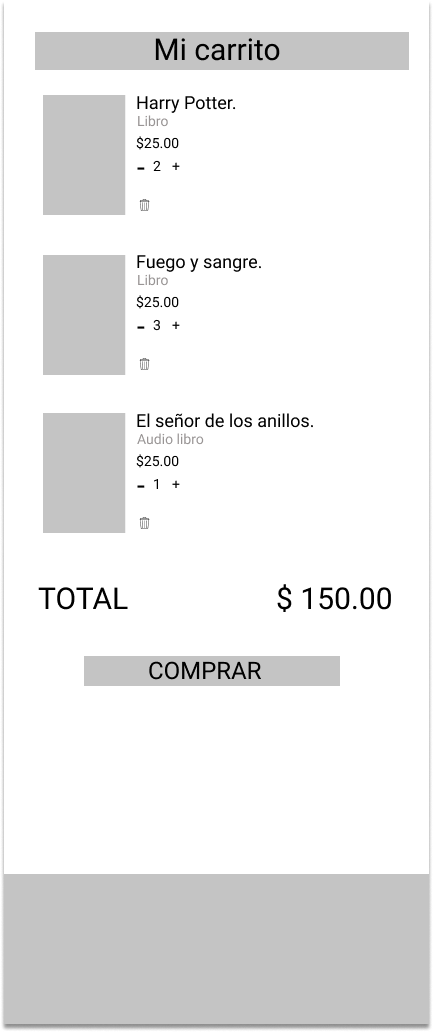 Mi carrito
Harry Potter.
Libro
$25.00
- 2 +
Fuego y sangre.
Libro
$25.00
- 3 +
El señor de los anillos.
Audio libro
$25.00
- 1 +
TOTAL $ 150.00
COMPRAR